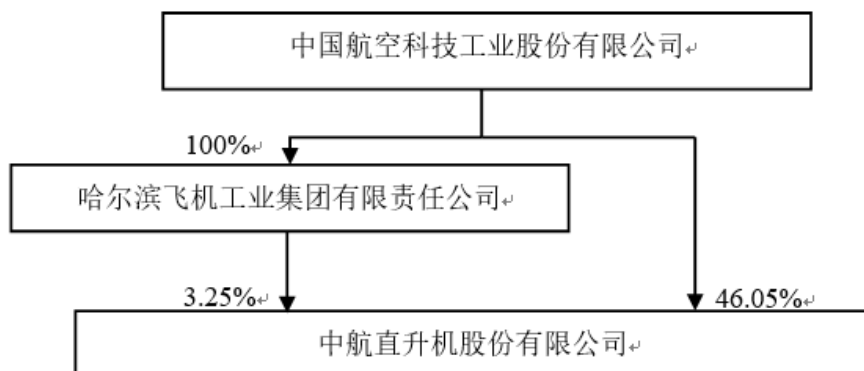 中国航空科技工业股份有限公司
100%
哈尔滨飞机工业集团有限责任公司
3.25%
46.05%
中航直升机股份有限公司